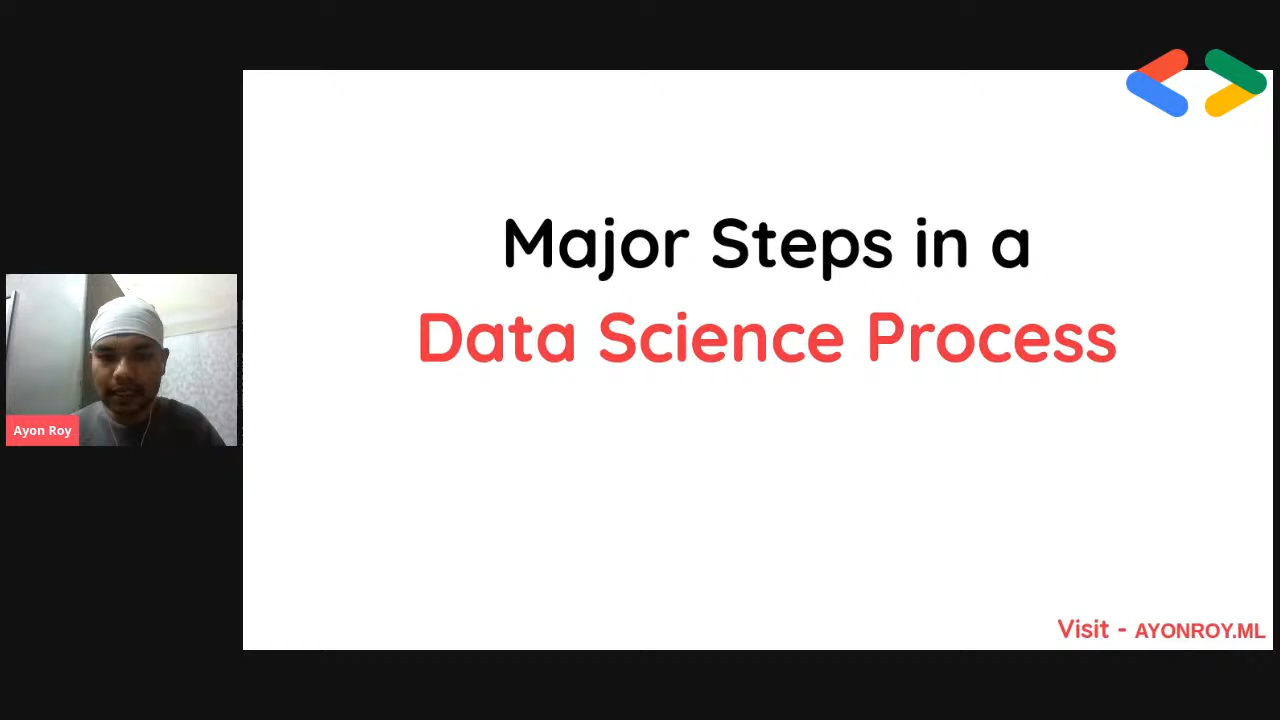 Major Steps in a
Data Science Process
Ayon Roy
Visit - AYONROY.ML